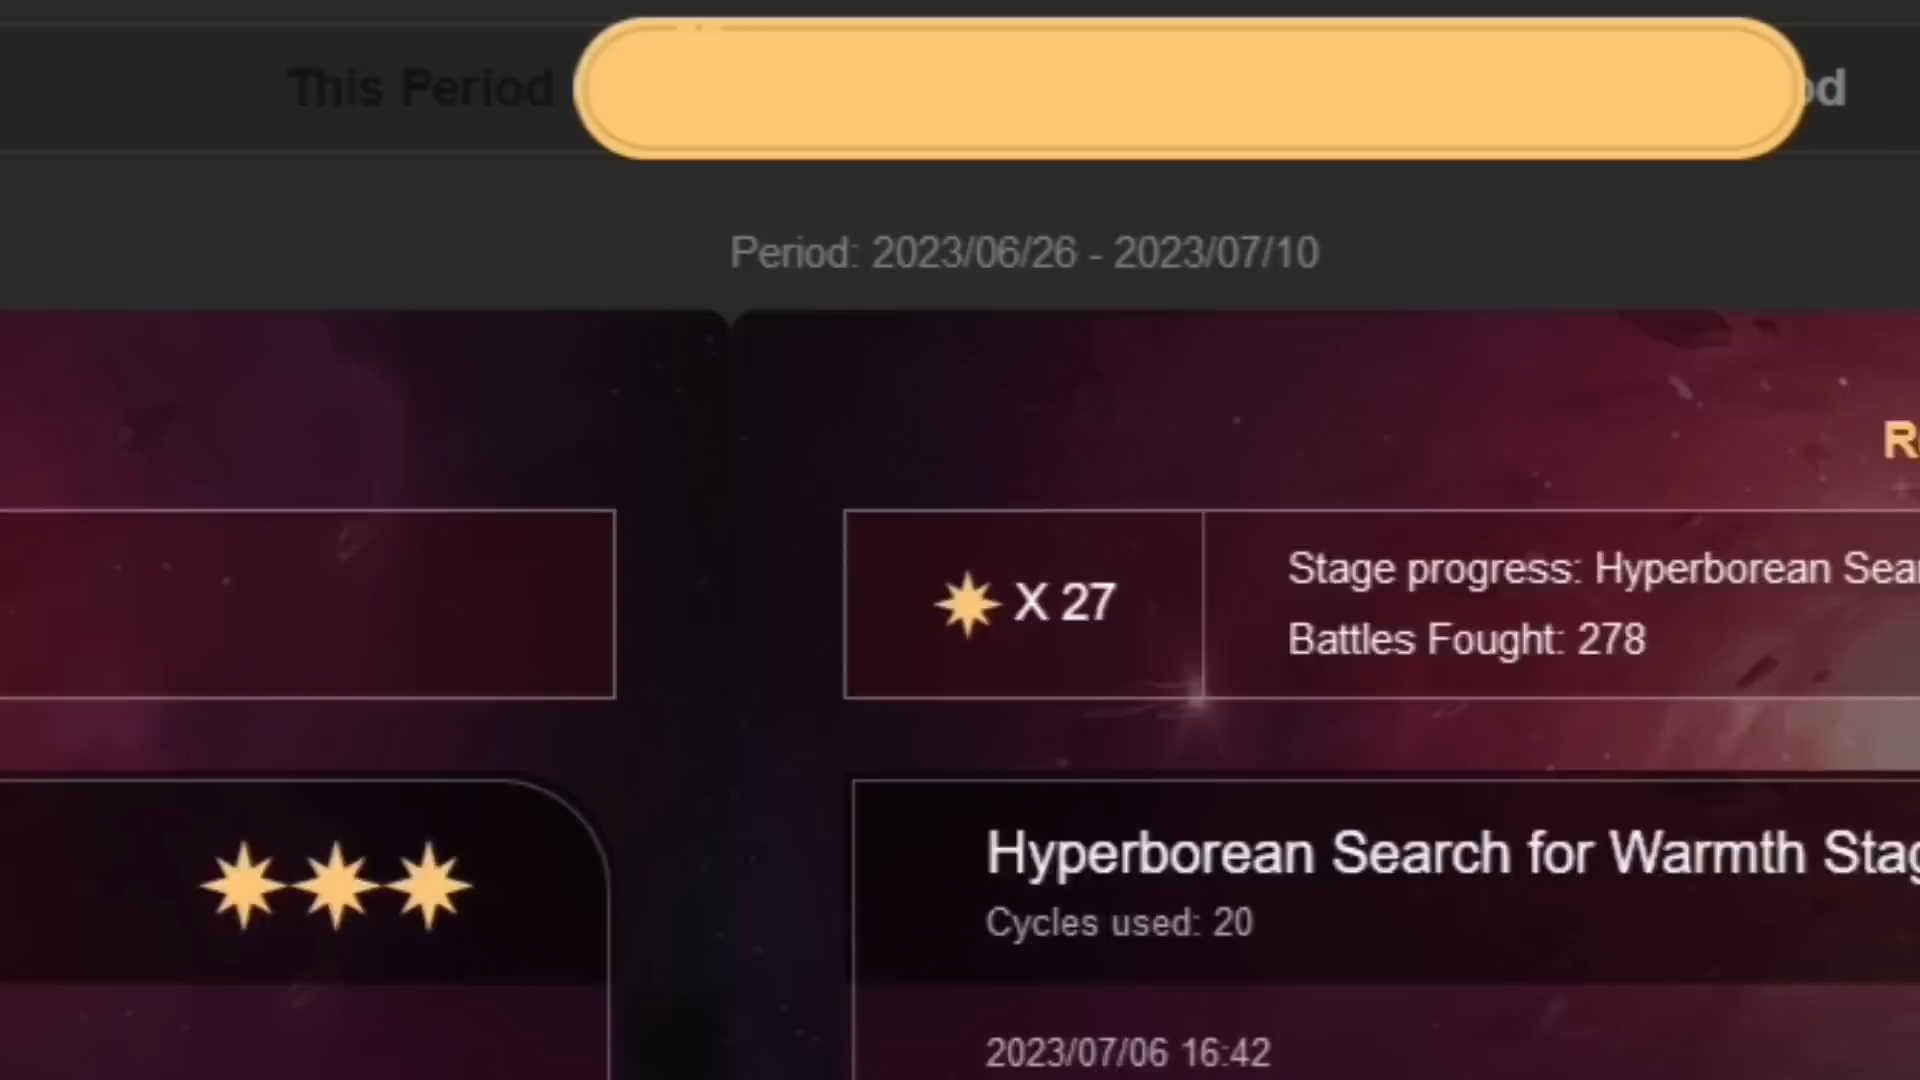 This Period
Period: 2023/06/26 - 2023/07/10
X 27
Stage progress: Hyperborean
Battles Fought: 278
Hyperborean Search for Warmth
Cycles used: 20
2023/07/06 16:42